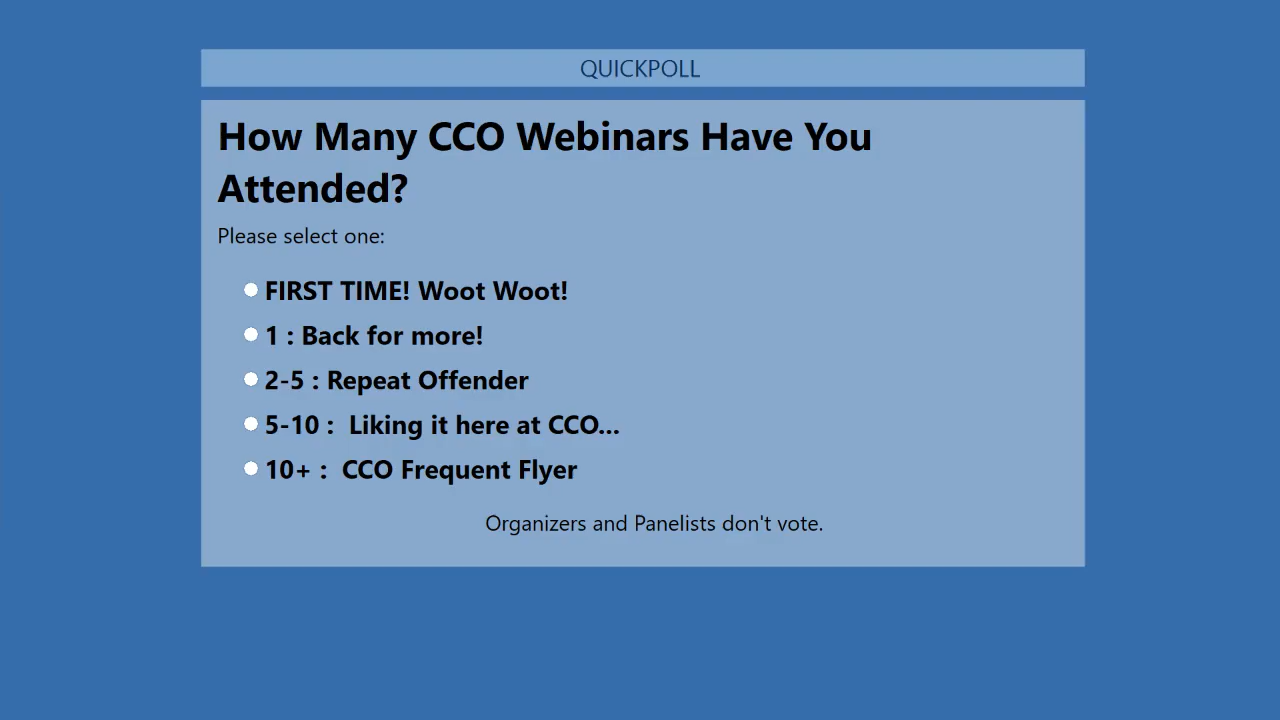 QUICKPOLL
How Many CCO Webinars Have You
Attended?
Please select one:
FIRST TIME! Woot Woot!
1 : Back for more!
2-5 : Repeat Offender
5-10 :  Liking it here at CCO...
10+ :  CCO Frequent Flyer
Organizers and Panelists don't vote.